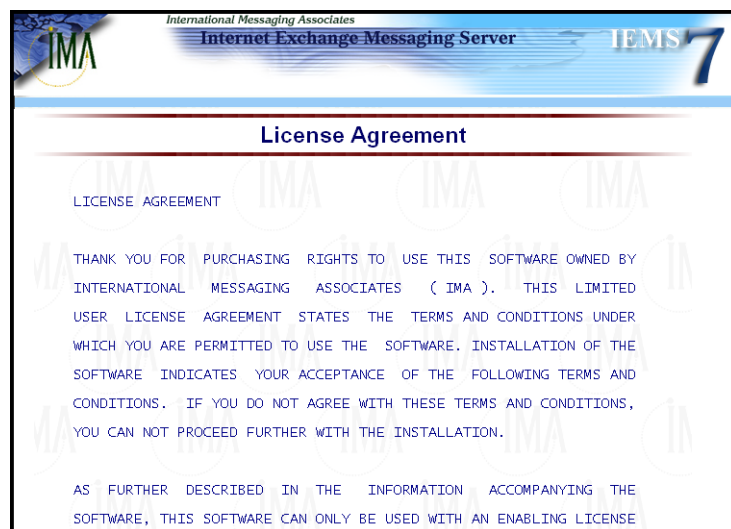 International Messaging Associates
Internet Exchange Messaging Server
IEMS 7
IMA
License Agreement
LICENSE AGREEMENT
THANK YOU FOR PURCHASING RIGHTS TO USE THIS SOFTWARE OWNED BY
INTERNATIONAL MESSAGING ASSOCIATES ( IMA ). THIS LIMITED
USER LICENSE AGREEMENT STATES THE TERMS AND CONDITIONS UNDER
WHICH YOU ARE PERMITTED TO USE THE SOFTWARE. INSTALLATION OF THE
SOFTWARE INDICATES YOUR ACCEPTANCE OF THE FOLLOWING TERMS AND
CONDITIONS. IF YOU DO NOT AGREE WITH THESE TERMS AND CONDITIONS,
YOU CAN NOT PROCEED FURTHER WITH THE INSTALLATION.
AS FURTHER DESCRIBED IN THE INFORMATION ACCOMPANYING THE
SOFTWARE, THIS SOFTWARE CAN ONLY BE USED WITH AN ENABLING LICENSE